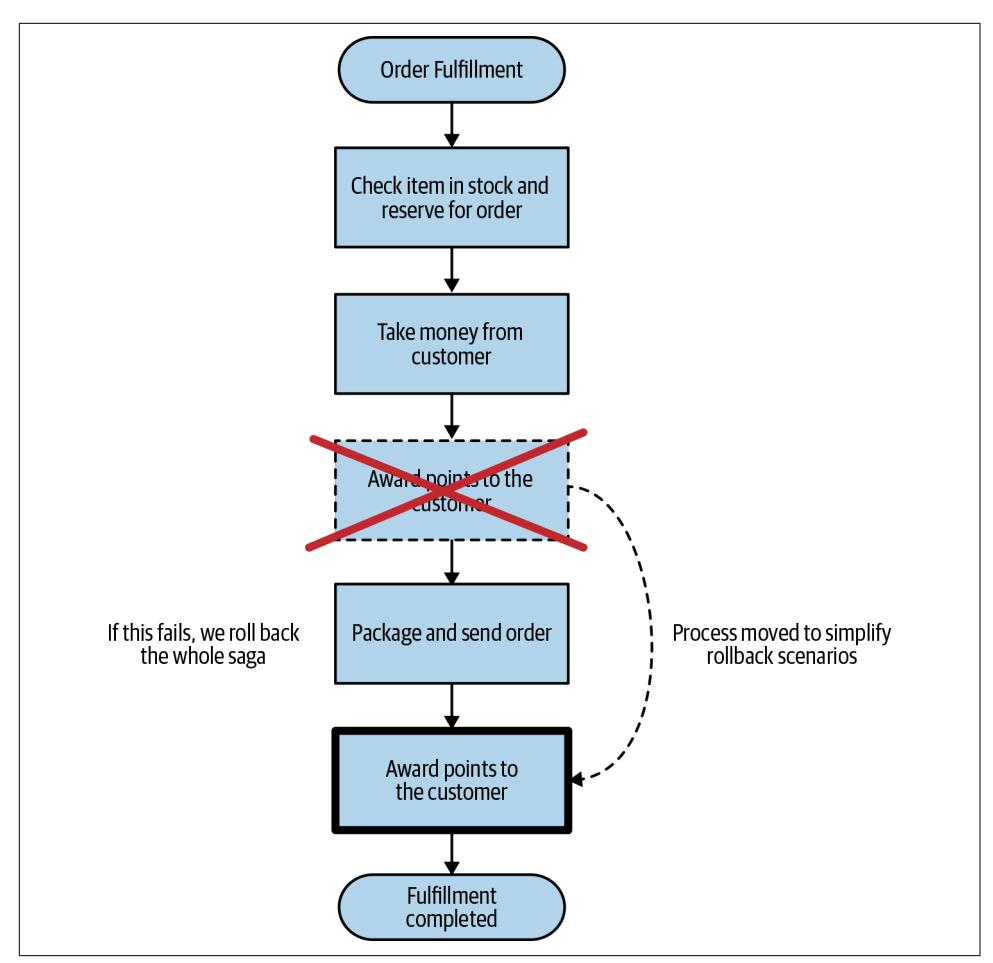 Order Fulfillment
Check item in stock and
reserve for order
Take money from
customer
Award points to the
customer
If this fails, we roll back
the whole saga
Package and send order
Process moved to simplify
rollback scenarios
Award points to
the customer
Fulfillment
completed